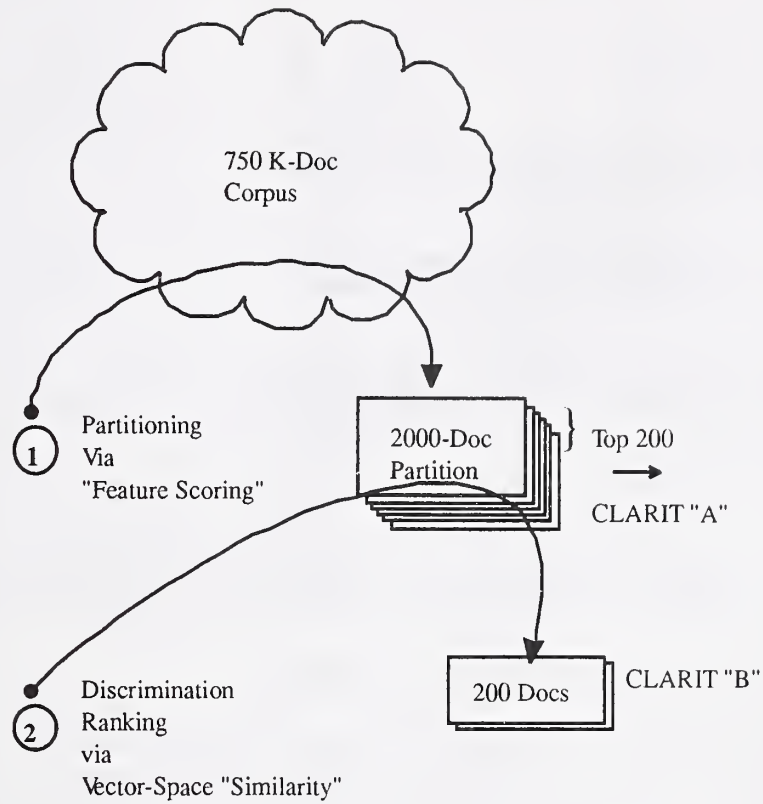 750 K-Doc
Corpus
1
Partitioning
Via
"Feature Scoring"
2000-Doc
Partition
Top 200
CLARIT "A"
200 Docs
CLARIT "B"
2
Discrimination
Ranking
via
Vector-Space "Similarity"